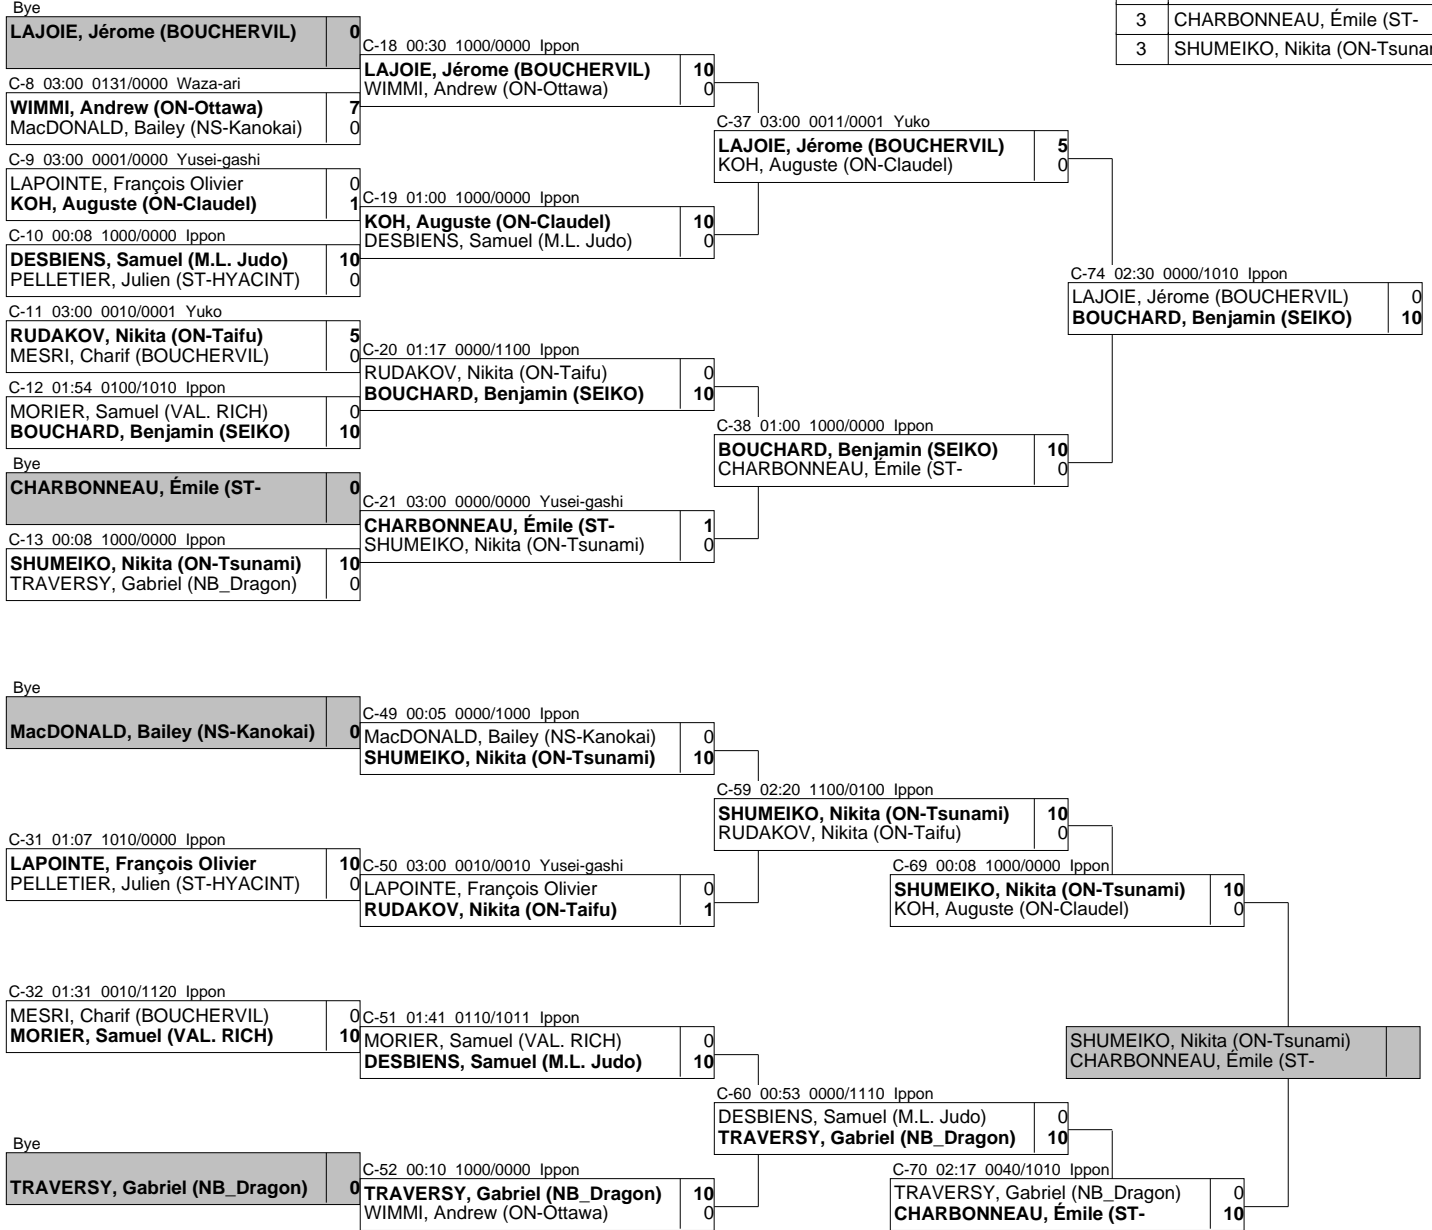 Bye
LAJOIE, Jérome (BOUCHERVIL) 0
C-8 03:00 0131/0000 Waza-ari
WIMMI, Andrew (ON-Ottawa) 7
MacDONALD, Bailey (NS-Kanokai) 0
C-9 03:00 0001/0000 Yusei-gashi
LAPOINTE, François Olivier 0
KOH, Auguste (ON-Claudel) 1
C-10 00:08 1000/0000 Ippon
DESBIENS, Samuel (M.L. Judo) 10
PELLETIER, Julien (ST-HYACINT) 0
C-11 03:00 0010/0001 Yuko
RUDAKOV, Nikita (ON-Taifu) 5
MESRI, Charif (BOUCHERVIL) 0
C-12 01:54 0100/1010 Ippon
MORIER, Samuel (VAL. RICH) 0
BOUCHARD, Benjamin (SEIKO) 10
Bye
CHARBONNEAU, Émile (ST- 0
C-13 00:08 1000/0000 Ippon
SHUMEIKO, Nikita (ON-Tsunami) 10
TRAVERSY, Gabriel (NB_Dragon) 0
C-18 00:30 1000/0000 Ippon
LAJOIE, Jérome (BOUCHERVIL) 10
WIMMI, Andrew (ON-Ottawa) 0
C-19 01:00 1000/0000 Ippon
KOH, Auguste (ON-Claudel) 10
DESBIENS, Samuel (M.L. Judo) 0
C-20 01:17 0000/1100 Ippon
RUDAKOV, Nikita (ON-Taifu) 0
BOUCHARD, Benjamin (SEIKO) 10
C-21 03:00 0000/0000 Yusei-gashi
CHARBONNEAU, Émile (ST- 1
SHUMEIKO, Nikita (ON-Tsunami) 0
C-37 03:00 0011/0001 Yuko
LAJOIE, Jérome (BOUCHERVIL) 5
KOH, Auguste (ON-Claudel) 0
C-38 01:00 1000/0000 Ippon
BOUCHARD, Benjamin (SEIKO) 10
CHARBONNEAU, Émile (ST- 0
3 CHARBONNEAU, Émile (ST-
3 SHUMEIKO, Nikita (ON-Tsunar
C-74 02:30 0000/1010 Ippon
LAJOIE, Jérome (BOUCHERVIL) 0
BOUCHARD, Benjamin (SEIKO) 10
Bye
MacDONALD, Bailey (NS-Kanokai) 0
C-31 01:07 1010/0000 Ippon
LAPOINTE, François Olivier 10
PELLETIER, Julien (ST-HYACINT) 0
C-32 01:31 0010/1120 Ippon
MESRI, Charif (BOUCHERVIL) 0
MORIER, Samuel (VAL. RICH) 10
Bye
TRAVERSY, Gabriel (NB_Dragon) 0
C-49 00:05 0000/1000 Ippon
MacDONALD, Bailey (NS-Kanokai) 0
SHUMEIKO, Nikita (ON-Tsunami) 10
C-50 03:00 0010/0010 Yusei-gashi
LAPOINTE, François Olivier 0
RUDAKOV, Nikita (ON-Taifu) 1
C-51 01:41 0110/1011 Ippon
MORIER, Samuel (VAL. RICH) 0
DESBIENS, Samuel (M.L. Judo) 10
C-52 00:10 1000/0000 Ippon
TRAVERSY, Gabriel (NB_Dragon) 10
WIMMI, Andrew (ON-Ottawa) 0
C-59 02:20 1100/0100 Ippon
SHUMEIKO, Nikita (ON-Tsunami) 10
RUDAKOV, Nikita (ON-Taifu) 0
C-60 00:53 0000/1110 Ippon
DESBIENS, Samuel (M.L. Judo) 0
TRAVERSY, Gabriel (NB_Dragon) 10
C-69 00:08 1000/0000 Ippon
SHUMEIKO, Nikita (ON-Tsunami) 10
KOH, Auguste (ON-Claudel) 0
C-70 02:17 0040/1010 Ippon
TRAVERSY, Gabriel (NB_Dragon) 0
CHARBONNEAU, Émile (ST- 10
SHUMEIKO, Nikita (ON-Tsunami)
CHARBONNEAU, Émile (ST-